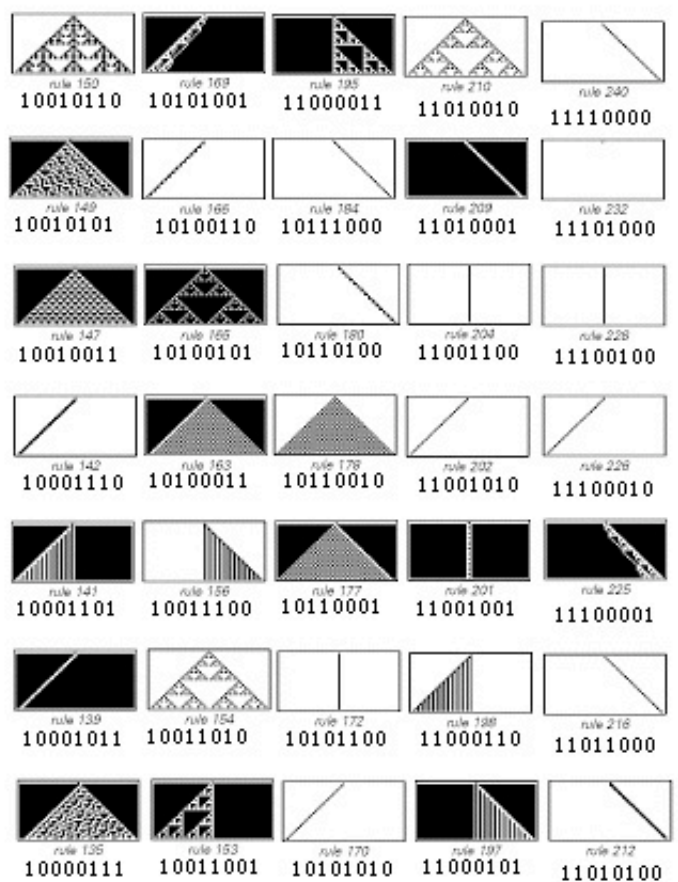 rule 150 rule 169 rule 195 rule 210 rule 240
10010110 10101001 11000011 11010010 11110000
rule 149 rule 166 rule 184 rule 209 rule 232
10010101 10100110 10111000 11010001 11101000
rule 147 rule 165 rule 180 rule 204 rule 228
10010011 10100101 10110100 11001100 11100100
rule 142 rule 163 rule 178 rule 202 rule 226
10001110 10100011 10110010 11001010 11100010
rule 141 rule 156 rule 177 rule 201 rule 225
10001101 10011100 10110001 11001001 11100001
rule 139 rule 154 rule 172 rule 198 rule 216
10001011 10011010 10101100 11000110 11011000
rule 135 rule 153 rule 170 rule 197 rule 212
10000111 10011001 10101010 11000101 11010100